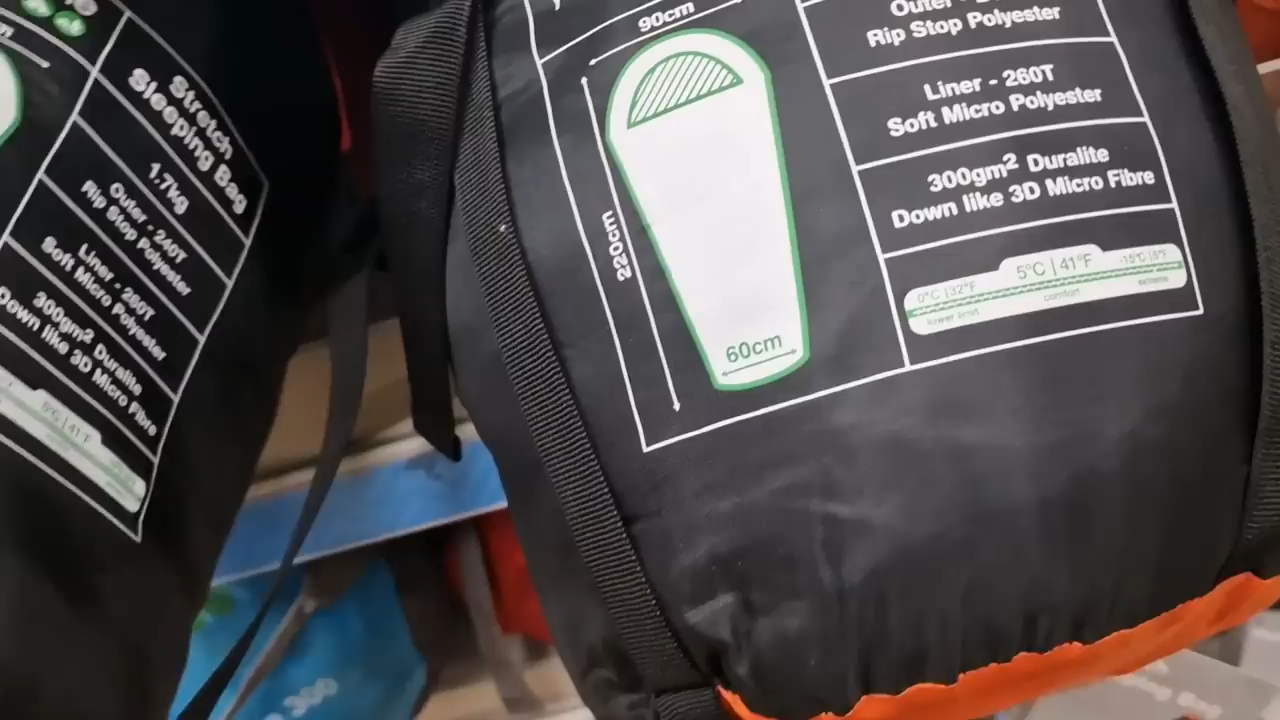 Stretch
Sleeping Bag
1.7kg
Outer - 240T
Rip Stop Polyester
Liner - 260T
Soft Micro Polyester
300gm² Duralite
Down like 3D Micro Fibre
5°C | 41°F
90cm
220cm
60cm
Outer -
Rip Stop Polyester
Liner - 260T
Soft Micro Polyester
300gm² Duralite
Down like 3D Micro Fibre
0°C | 32°F
5°C | 41°F
-15°C | 5°F
lower limit
comfort
extreme
300